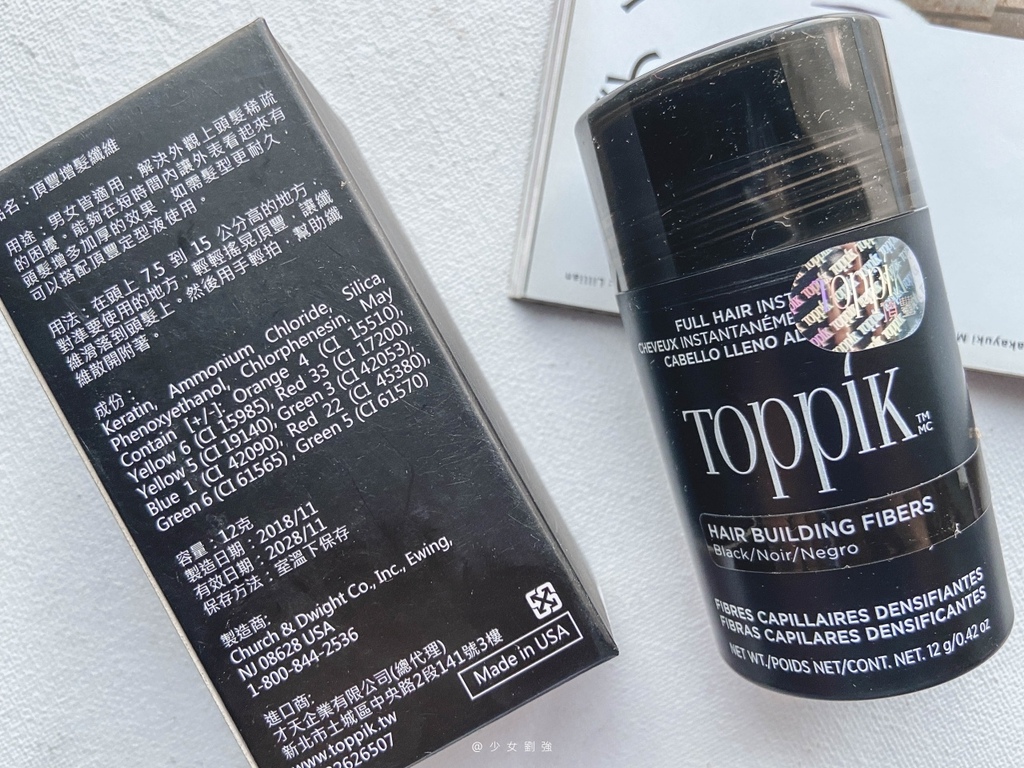 品名：頂豐增髮纖維
用途：男女皆適用，解決外觀上頭髮稀疏
的困擾。能夠在短時間內讓外表看起來有
頭髮增多加厚的效果，如需髮型更耐久，
可以搭配頂豐定型液使用。
用法：在頭上 7.5 到 15 公分高的地方
對準要使用的地方，輕輕搖晃頂豐，讓纖
維滑落到頭髮上。然後用手輕拍，幫助纖
維散開附著。
成份：
Keratin, Ammonium Chloride, Silica,
Phenoxyethanol, Chlorphenesin. May
Contain [+/-]: Orange 4 (CI 15510),
Yellow 6 (CI 15985), Red 33 (CI 17200),
Yellow 5 (CI 19140), Green 3 (CI 42053),
Blue 1 (CI 42090), Red 22 (CI 45380),
Green 6 (CI 61565), Green 5 (CI 61570)
容量：12克
製造日期：2018/11
有效日期：2028/11
保存方法：室溫下保存
製造商：
Church & Dwight Co., Inc., Ewing,
NJ 08628 USA
1-800-844-2536
進口商：
才天企業有限公司(總代理)
新北市土城區中央路2段141號3樓
www.toppik.tw
02626507
Made in USA
FULL HAIR INST
CHEVEUX INSTANTANÉME
CABELLO LLENO AL
Toppik
TOPPIK™
MC
HAIR BUILDING FIBERS
Black/Noir/Negro
FIBRES CAPILLAIRES DENSIFIANTES
FIBRAS CAPILARES DENSIFICANTES
NET WT./POIDS NET/CONT. NET. 12 g/0.42 oz
@少女劉強